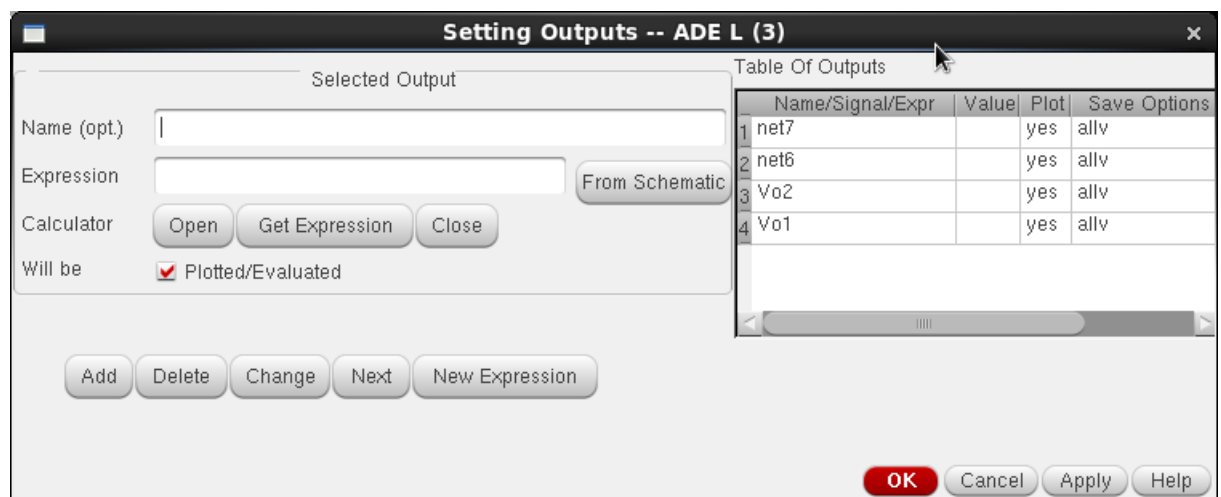 Setting Outputs -- ADE L (3)
Selected Output
Name (opt.)
Expression
From Schematic
Calculator
Open
Get Expression
Close
Will be
Plotted/Evaluated
Add
Delete
Change
Next
New Expression
Table Of Outputs
Name/Signal/Expr Value Plot Save Options
1 net7 yes allv
2 net6 yes allv
3 Vo2 yes allv
4 Vo1 yes allv
OK
Cancel
Apply
Help